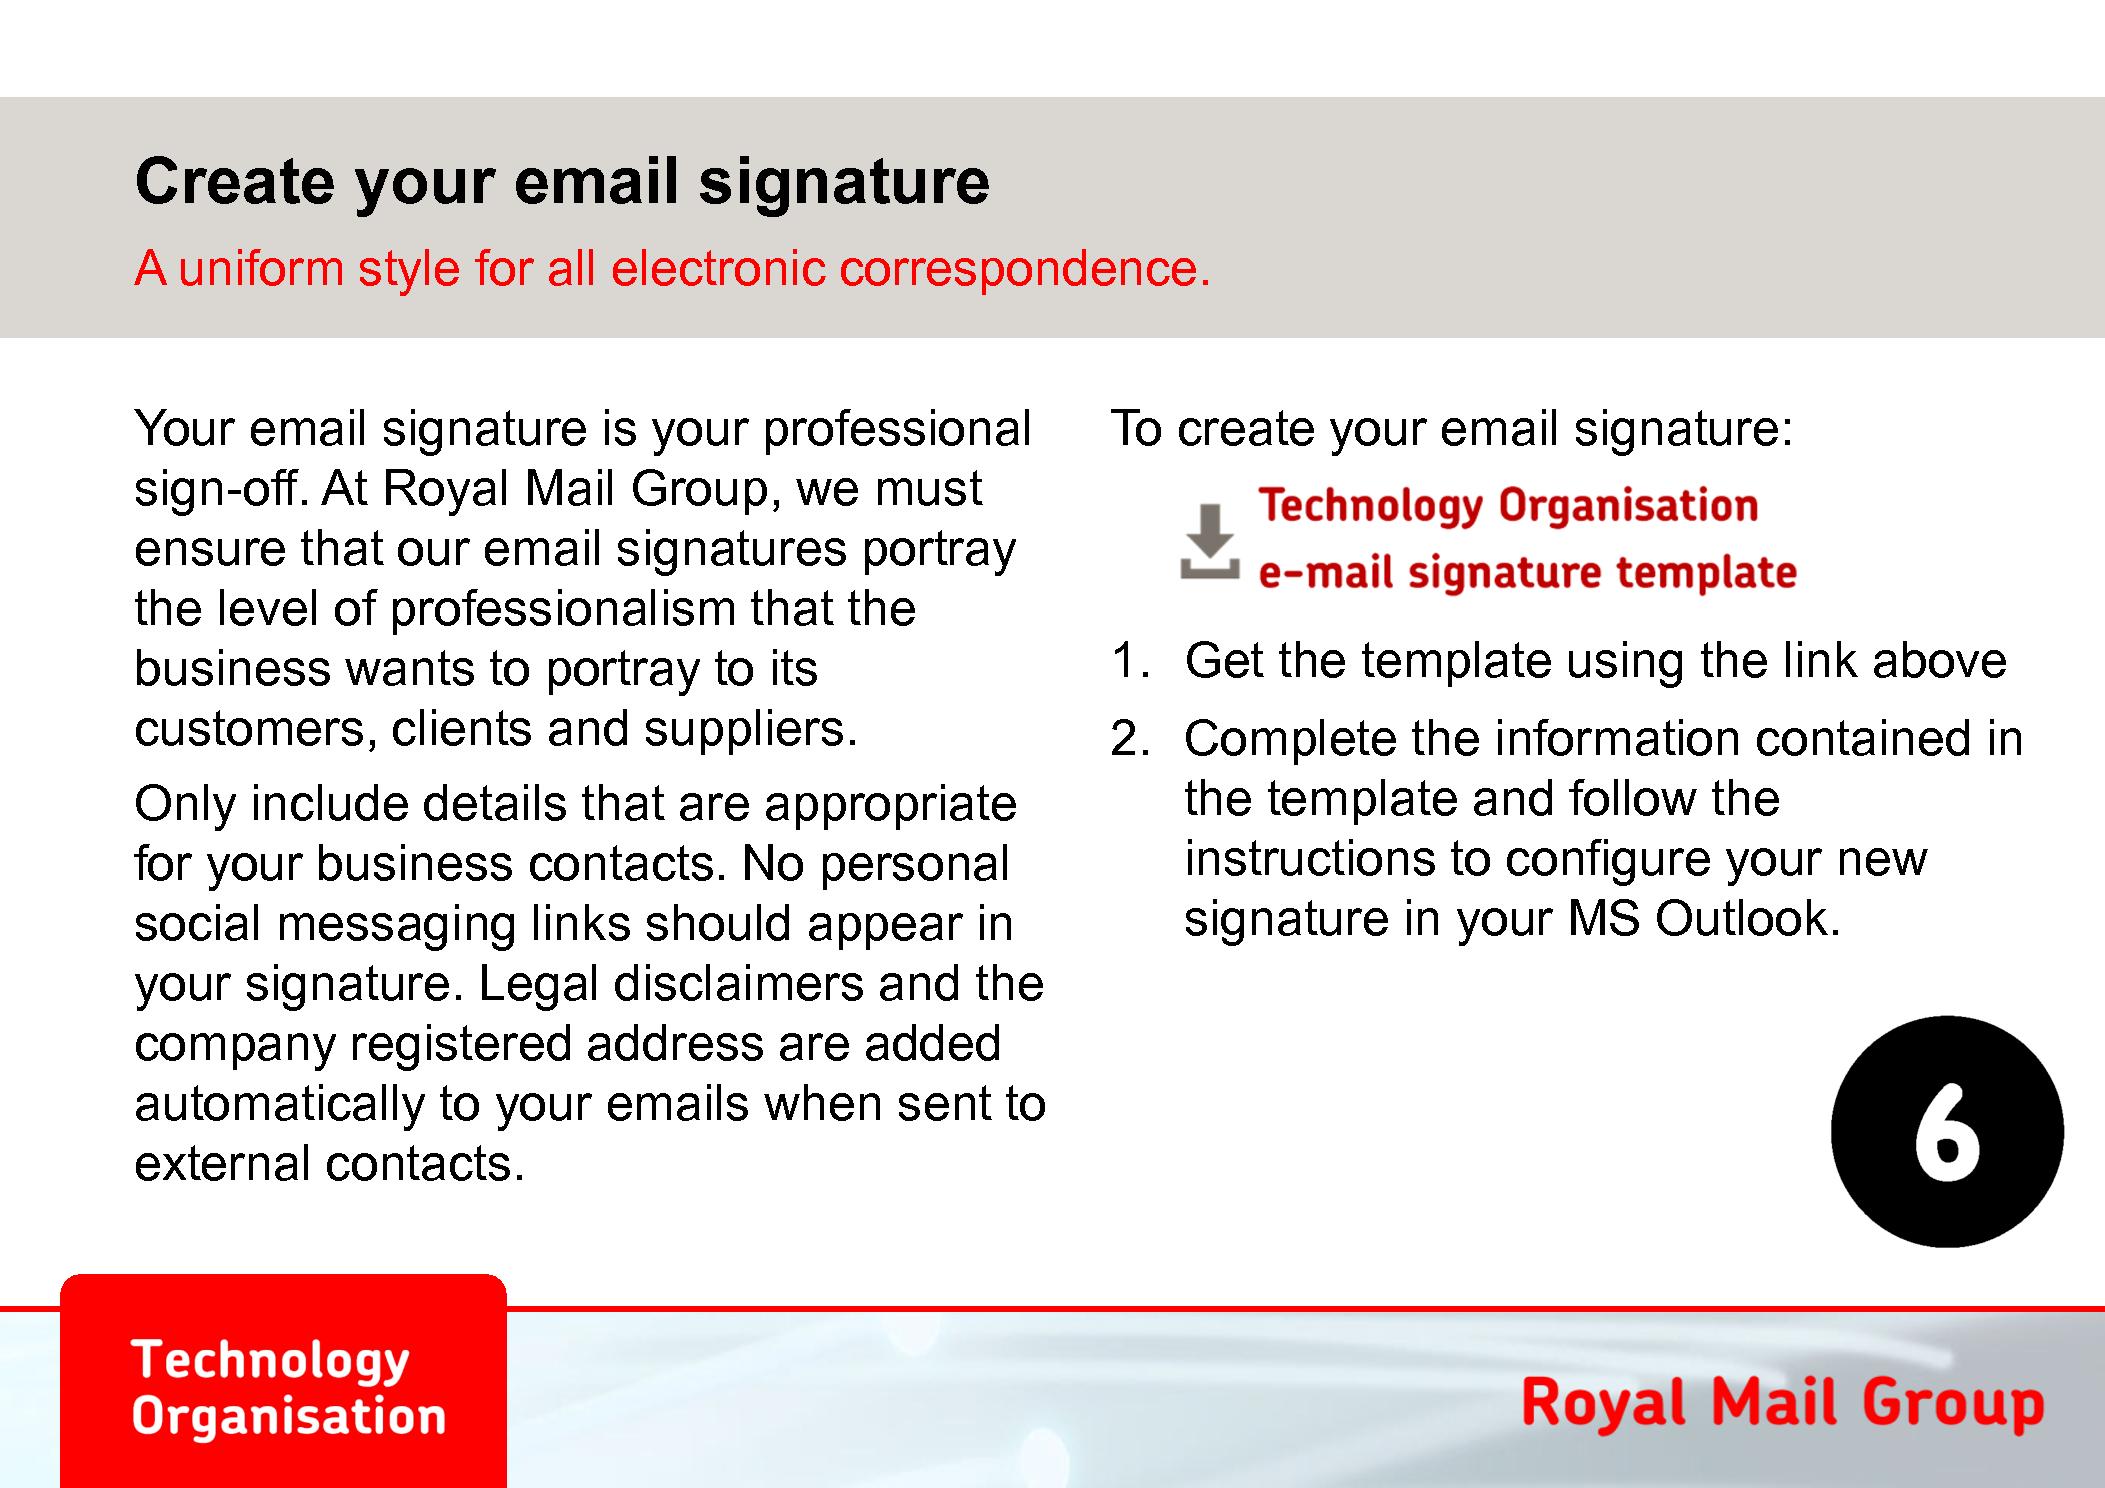 Create your email signature
A uniform style for all electronic correspondence.
Your email signature is your professional
sign-off. At Royal Mail Group, we must
ensure that our email signatures portray
the level of professionalism that the
business wants to portray to its
customers, clients and suppliers.
Only include details that are appropriate
for your business contacts. No personal
social messaging links should appear in
your signature. Legal disclaimers and the
company registered address are added
automatically to your emails when sent to
external contacts.
To create your email signature:
Technology Organisation
e-mail signature template
1. Get the template using the link above
2. Complete the information contained in
the template and follow the
instructions to configure your new
signature in your MS Outlook.
6
Technology
Organisation
Royal Mail Group